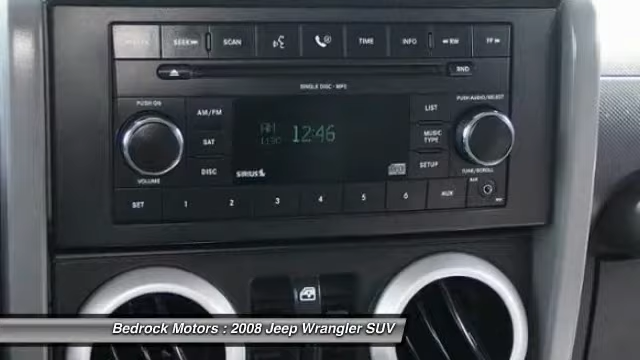 SEEK SCAN TIME INFO RW FF
RND
SINGLE DISC - MP3
PUSH ON
PUSH AUDIO/SELECT
AM/FM
SAT
DISC
AM
12:46
LIST
MUSIC TYPE
SETUP
SIRIUS
VOLUME
TUNE/SCROLL
SET 1 2 3 4 5 6 AUX
Bedrock Motors : 2008 Jeep Wrangler SUV